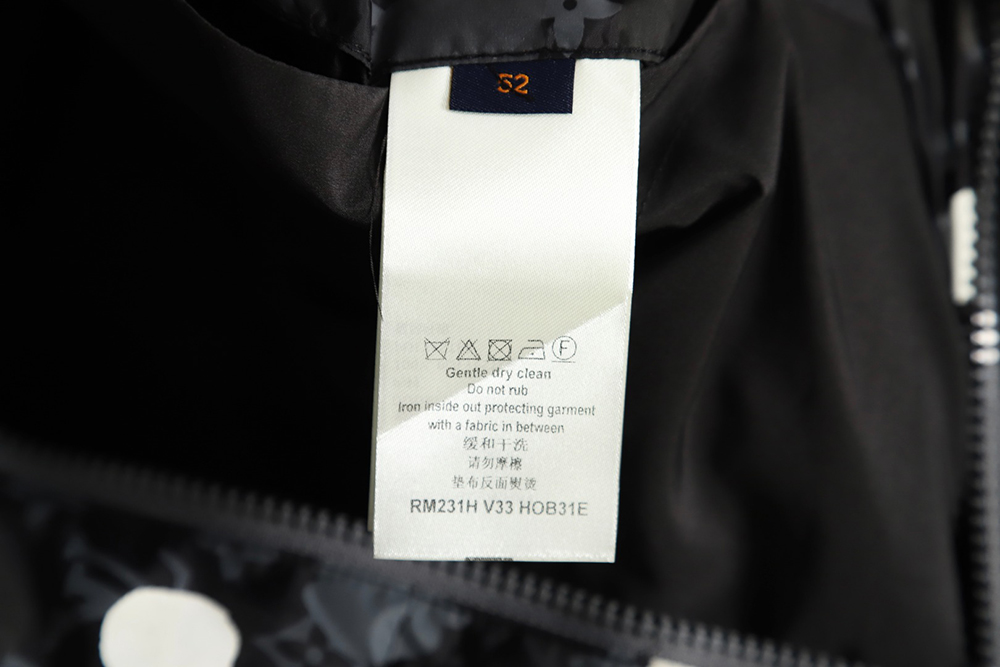 52
F
Gentle dry clean
Do not rub
Iron inside out protecting garment
with a fabric in between
缓和干洗
请勿摩擦
垫布反面熨烫
RM231H V33 HOB31E